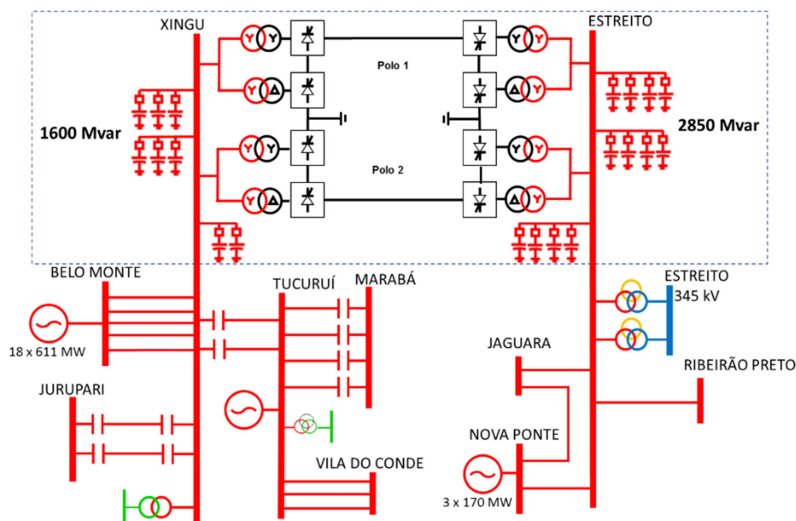 XINGU
ESTREITO
Polo 1
1600 Mvar
2850 Mvar
Polo 2
BELO MONTE
18 x 611 MW
TUCURUÍ
MARABÁ
ESTREITO
345 kV
JAGUARA
RIBEIRÃO PRETO
JURUPARI
NOVA PONTE
3 x 170 MW
VILA DO CONDE
Y
Y
Y
Y
Y
Δ
Δ
Y
Y
Y
Y
Y
Y
Δ
Δ
Y